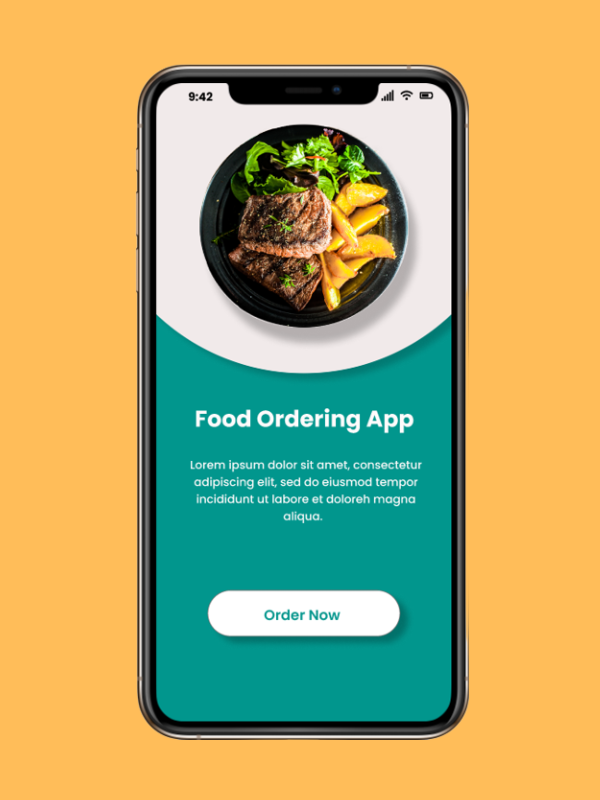 9:42
Food Ordering App
Lorem ipsum dolor sit amet, consectetur
adipiscing elit, sed do eiusmod tempor
incididunt ut labore et doloreh magna
aliqua.
Order Now